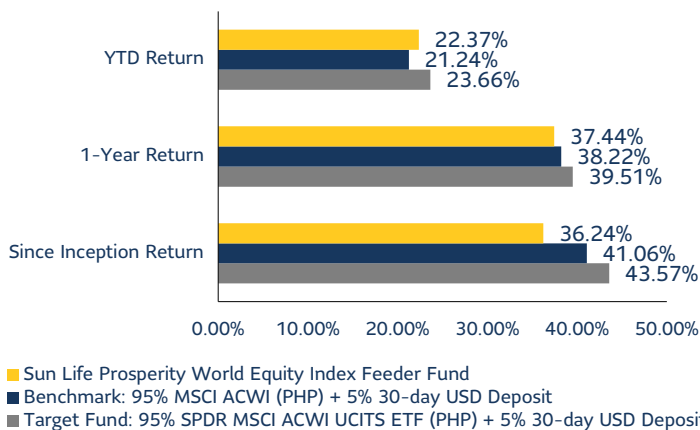 YTD Return
22.37%
21.24%
23.66%
1-Year Return
37.44%
38.22%
39.51%
Since Inception Return
36.24%
41.06%
43.57%
0.00% 10.00% 20.00% 30.00% 40.00% 50.00%
Sun Life Prosperity World Equity Index Feeder Fund
Benchmark: 95% MSCI ACWI (PHP) + 5% 30-day USD Deposit
Target Fund: 95% SPDR MSCI ACWI UCITS ETF (PHP) + 5% 30-day USD Deposit